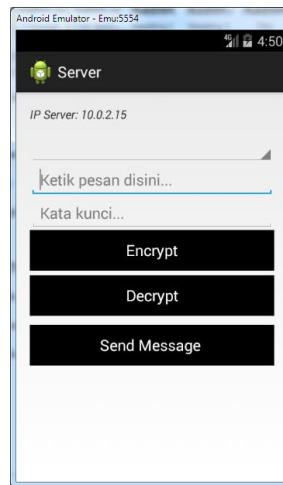 Android Emulator - Emu:5554
4G 4:50
Server
IP Server: 10.0.2.15
Ketik pesan disini...
Kata kunci...
Encrypt
Decrypt
Send Message